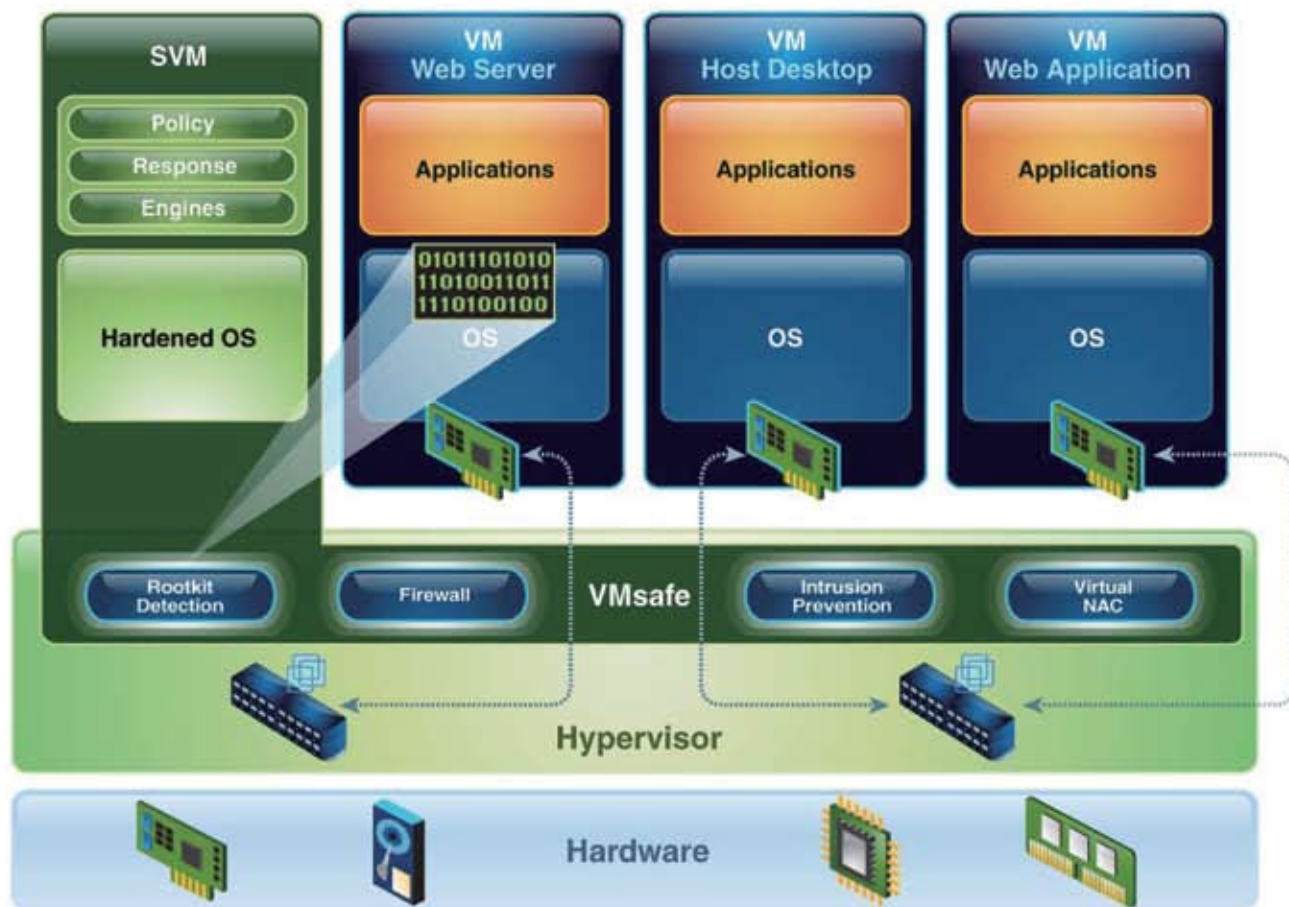 SVM
Policy
Response
Engines
Hardened OS
VM
Web Server
Applications
01011101010
11010011011
1110100100
OS
VM
Host Desktop
Applications
OS
VM
Web Application
Applications
OS
Rootkit
Detection
Firewall
VMsafe
Intrusion
Prevention
Virtual
NAC
Hypervisor
Hardware